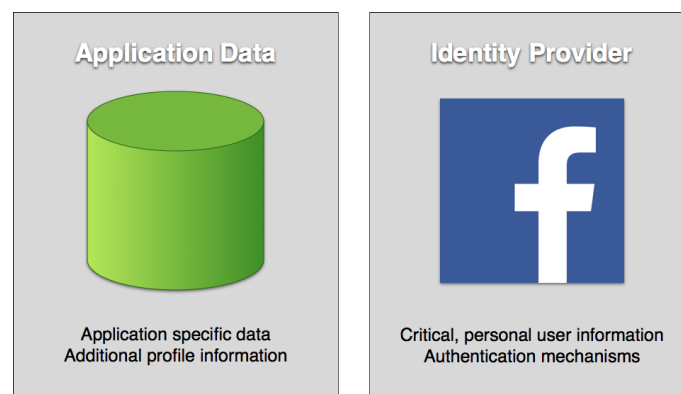 Application Data
Application specific data
Additional profile information
Identity Provider
f
Critical, personal user information
Authentication mechanisms